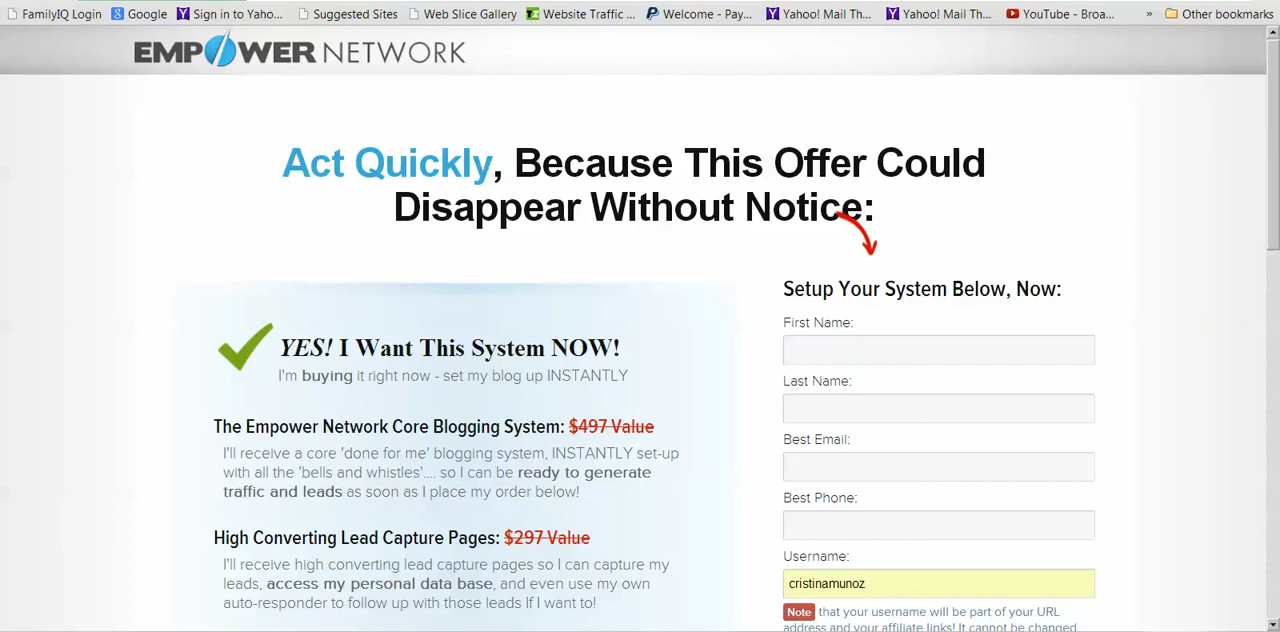 FamilyIQ Login Google Sign in to Yaho... Suggested Sites Web Slice Gallery Website Traffic ... Welcome - Pay... Yahoo! Mail Th... Yahoo! Mail Th... YouTube - Broa... » Other bookmarks
EMPOWER NETWORK
Act Quickly, Because This Offer Could
Disappear Without Notice:
YES! I Want This System NOW!
I'm buying it right now - set my blog up INSTANTLY
The Empower Network Core Blogging System: $497 Value
I'll receive a core 'done for me' blogging system, INSTANTLY set-up
with all the 'bells and whistles'.... so I can be ready to generate
traffic and leads as soon as I place my order below!
High Converting Lead Capture Pages: $297 Value
I'll receive high converting lead capture pages so I can capture my
leads, access my personal data base, and even use my own
auto-responder to follow up with those leads If I want to!
Setup Your System Below, Now:
First Name:
Last Name:
Best Email:
Best Phone:
Username:
cristinamunoz
Note that your username will be part of your URL
address and your affiliate links! It cannot be changed